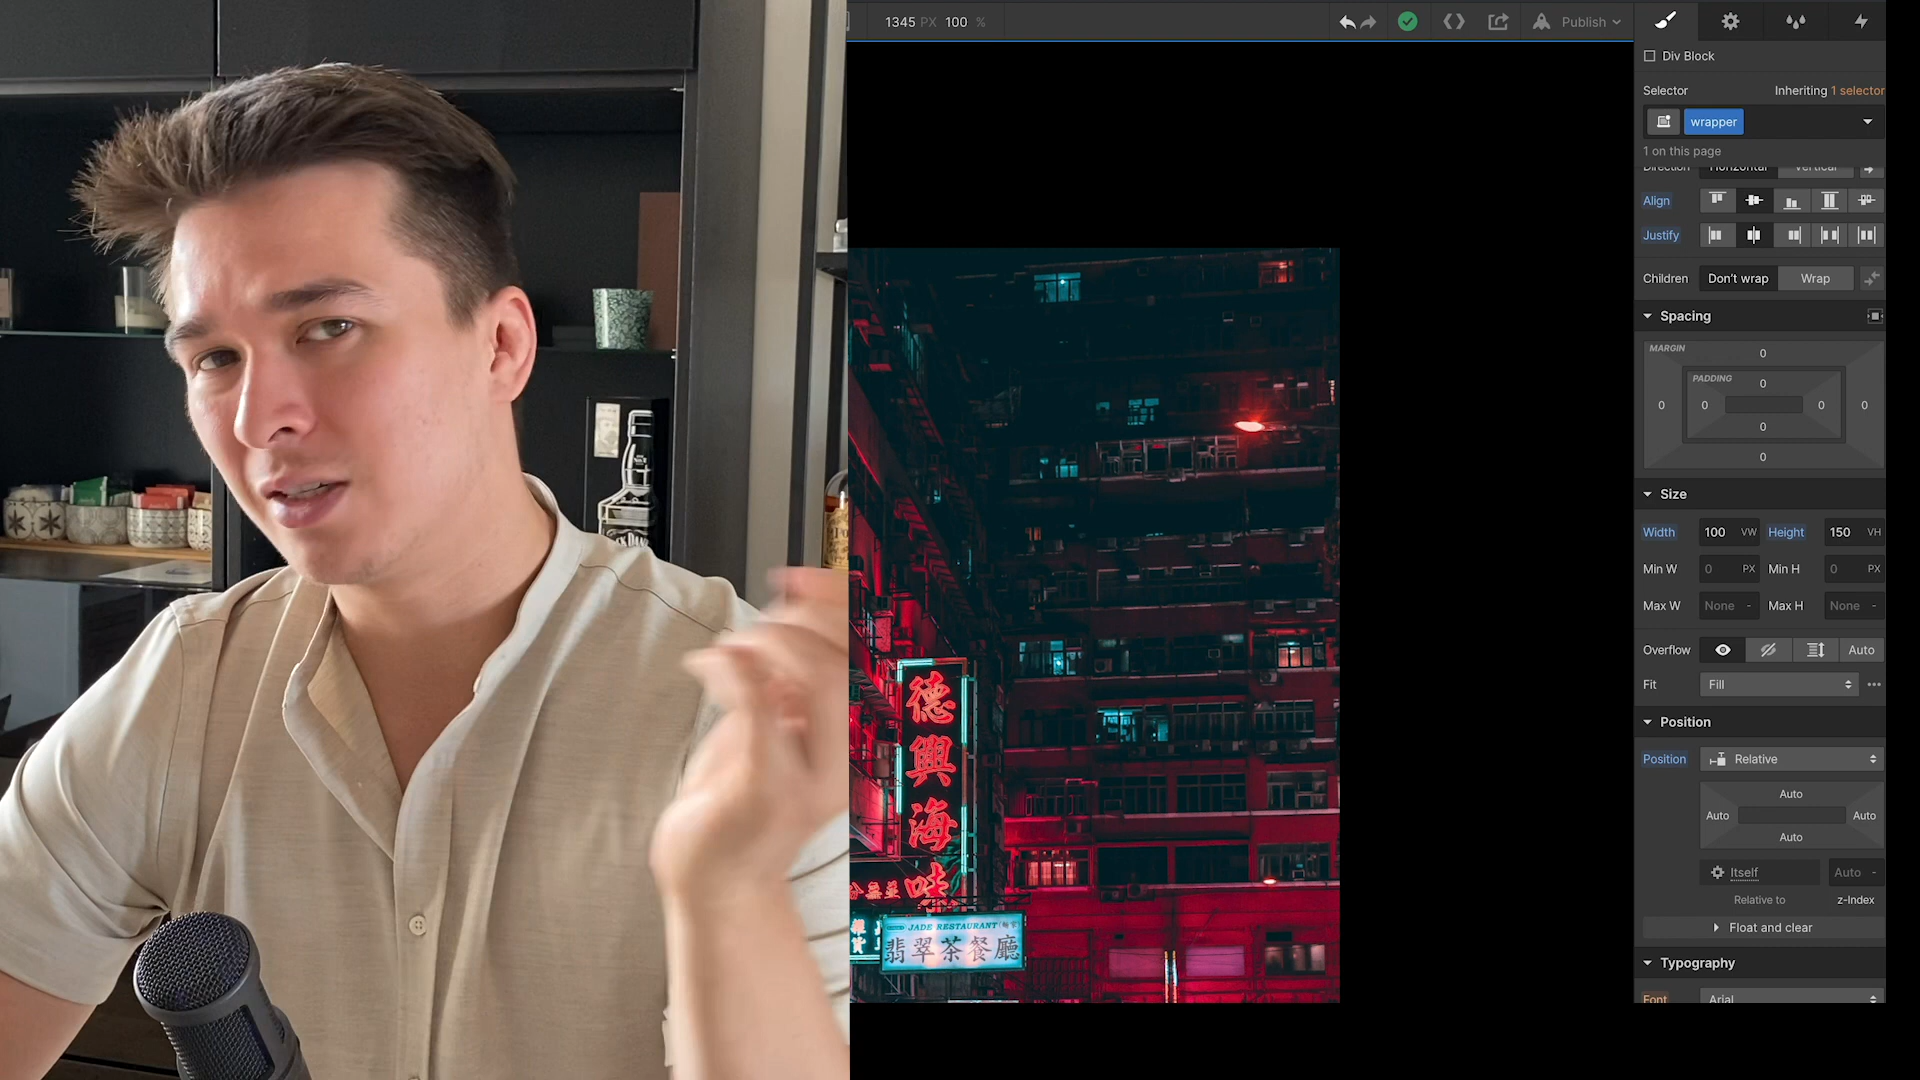 1345 PX 100 %
Publish
Div Block
Selector Inheriting 1 selector
wrapper
1 on this page
Direction Horizontal Vertical
Align
Justify
Children Don't wrap Wrap
Spacing
MARGIN
0
PADDING
0
0 0 0 0
0
0
Size
Width 100 VW Height 150 VH
Min W 0 PX Min H 0 PX
Max W None - Max H None -
Overflow Auto
Fit Fill
Position
Position Relative
Auto
Auto Auto
Auto
Itself Auto -
Relative to z-Index
Float and clear
Typography
Font Arial
德興海味
JADE RESTAURANT
翡翠茶餐廳